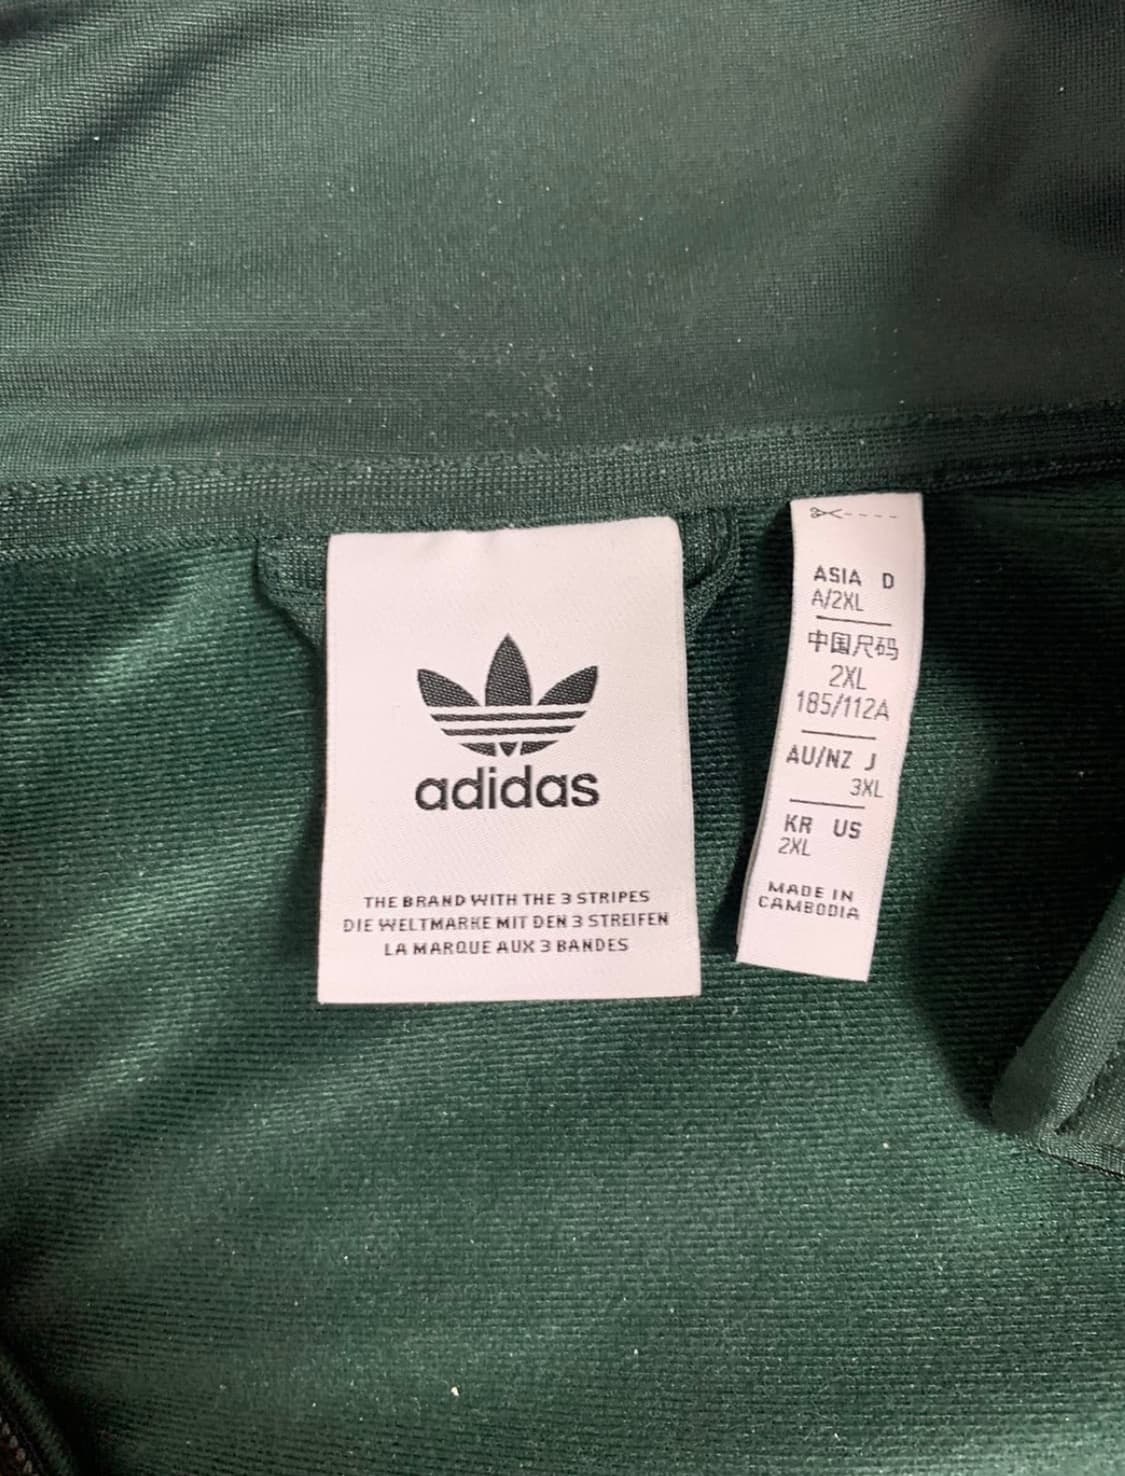 adidas
THE BRAND WITH THE 3 STRIPES
DIE WELTMARKE MIT DEN 3 STREIFEN
LA MARQUE AUX 3 BANDES
ASIA D
A/2XL
中国尺码
2XL
185/112A
AU/NZ J
3XL
KR US
2XL
MADE IN
CAMBODIA